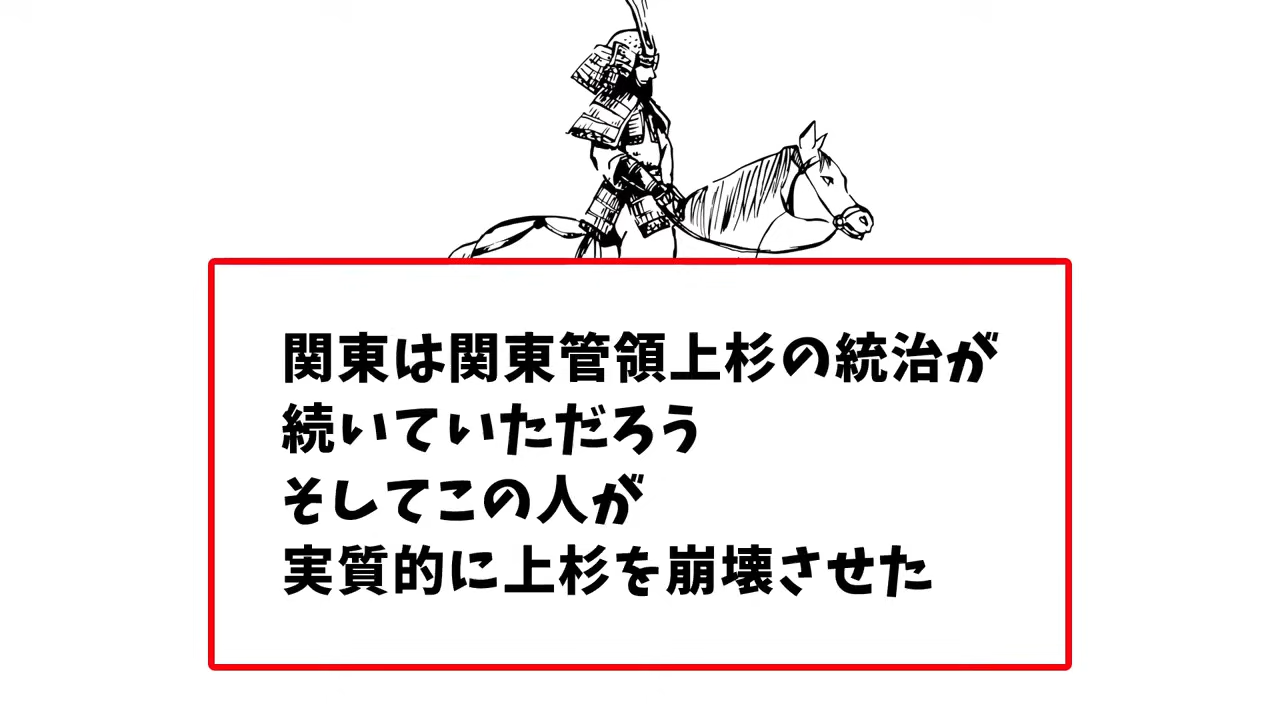 関東は関東管領上杉の統治が
続いていただろう
そしてこの人が
実質的に上杉を崩壊させた